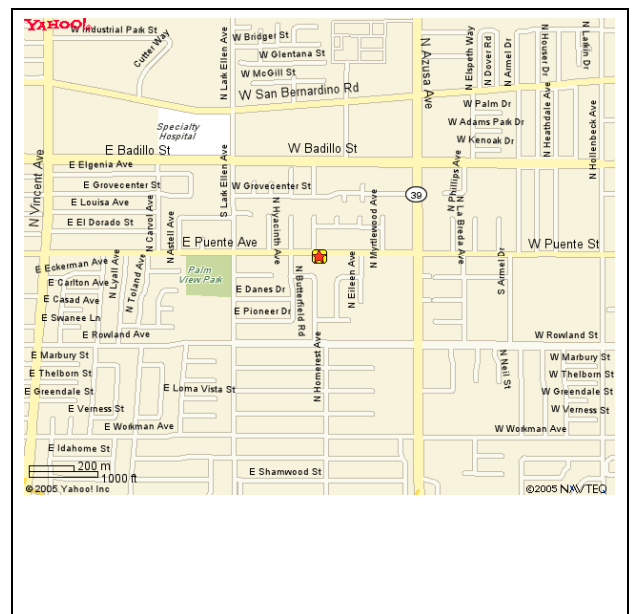 YAHOO!
W Industrial Park St
Cutter Way
N Lark Ellen Ave
W Bridger St
W Glentana St
W McGill St
W San Bernardino Rd
N Azusa Ave
N Elspeth Way
N Dover Rd
N Armel Dr
N Houser Dr
N Larkin Dr
W Palm Dr
W Adams Park Dr
W Kenoak Dr
N Heathdale Ave
N Hollenbeck Ave
Specialty
Hospital
E Badillo St
W Badillo St
N Vincent Ave
E Elgenia Ave
E Grovecenter St
W Grovecenter St
E Louisa Ave
E El Dorado St
N Carvol Ave
N Astell Ave
S Lark Ellen Ave
N Hyacinth Ave
N Myrtlewood Ave
39
N Phillips Ave
N La Breda Ave
E Puente Ave
W Puente St
E Eckerman Ave
E Carlton Ave
E Casad Ave
E Swanee Ln
N Lyall Ave
N Toland Ave
Palm
View Park
E Danes Dr
E Pioneer Dr
N Butterfield Rd
N Eileen Ave
S Armel Dr
E Rowland Ave
W Rowland St
E Marbury St
E Thelborn St
E Greendale St
E Verness St
E Loma Vista St
N Homerest Ave
N Neil St
W Marbury St
W Thelborn St
W Greendale St
W Verness St
E Workman Ave
W Workman Ave
E Idahome St
E Shamwood St
200 m
1000 ft
©2005 Yahoo! Inc
©2005 NAVTEQ